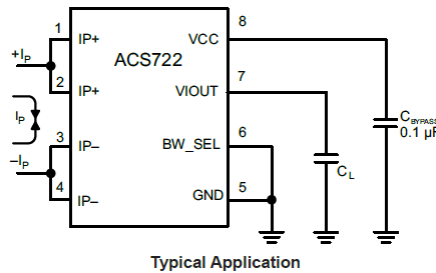 1
IP+
+IP
2
IP+
IP
3
IP–
–IP
4
IP–
ACS722
8
VCC
7
VIOUT
6
BW_SEL
5
GND
CL
CBYPASS
0.1 µF
Typical Application